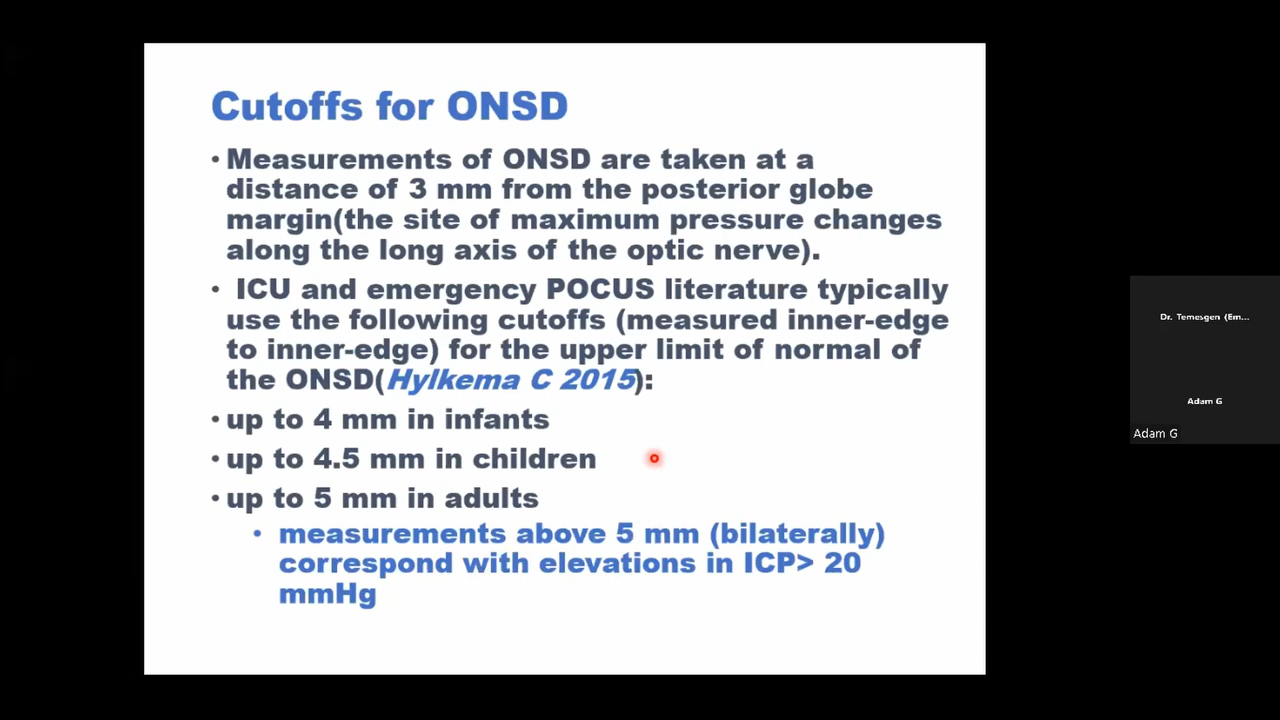 Cutoffs for ONSD
• Measurements of ONSD are taken at a
distance of 3 mm from the posterior globe
margin(the site of maximum pressure changes
along the long axis of the optic nerve).
• ICU and emergency POCUS literature typically
use the following cutoffs (measured inner-edge
to inner-edge) for the upper limit of normal of
the ONSD(Hylkema C 2015):
• up to 4 mm in infants
• up to 4.5 mm in children
• up to 5 mm in adults
• measurements above 5 mm (bilaterally)
correspond with elevations in ICP> 20
mmHg
Dr. Temesgen (Em...
Adam G
Adam G